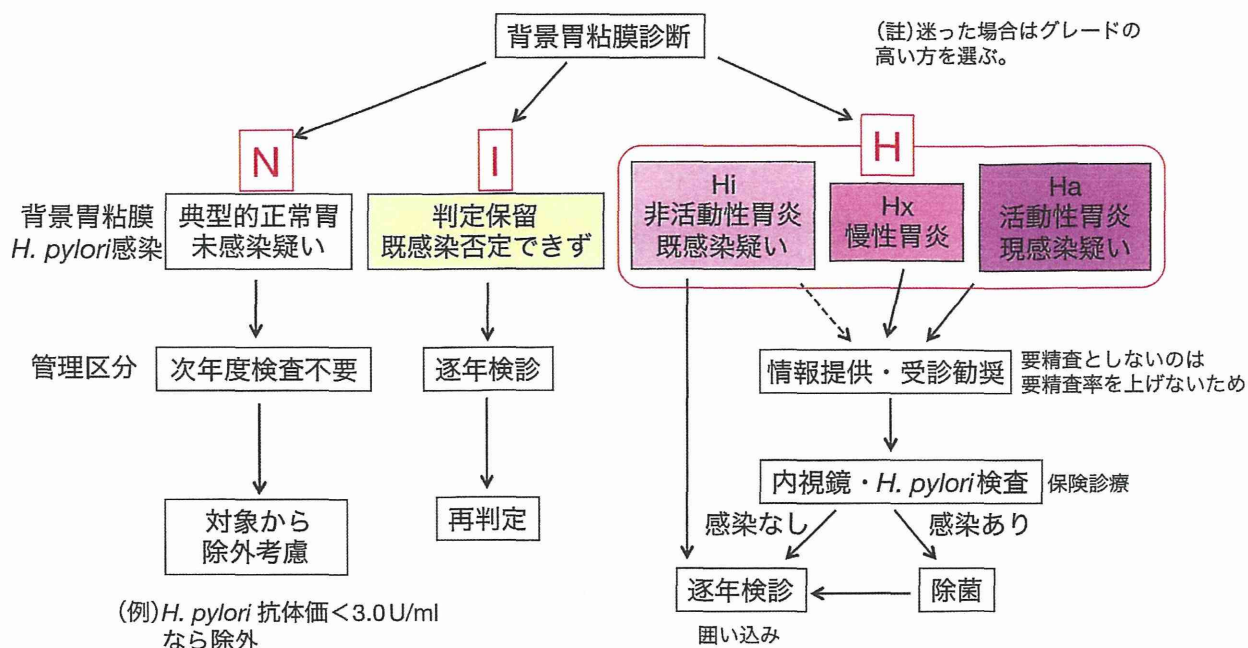 背景胃粘膜診断
(註)迷った場合はグレードの
高い方を選ぶ。
N
I
H
背景胃粘膜
H. pylori感染
典型的正常胃
未感染疑い
判定保留
既感染否定できず
Hi
非活動性胃炎
既感染疑い
Hx
慢性胃炎
Ha
活動性胃炎
現感染疑い
管理区分
次年度検査不要
逐年検診
情報提供・受診勧奨
要精査としないのは
要精査率を上げないため
対象から
除外考慮
再判定
内視鏡・H. pylori検査
保険診療
感染なし
感染あり
逐年検診
除菌
囲い込み
(例)H. pylori 抗体価<3.0U/ml
なら除外